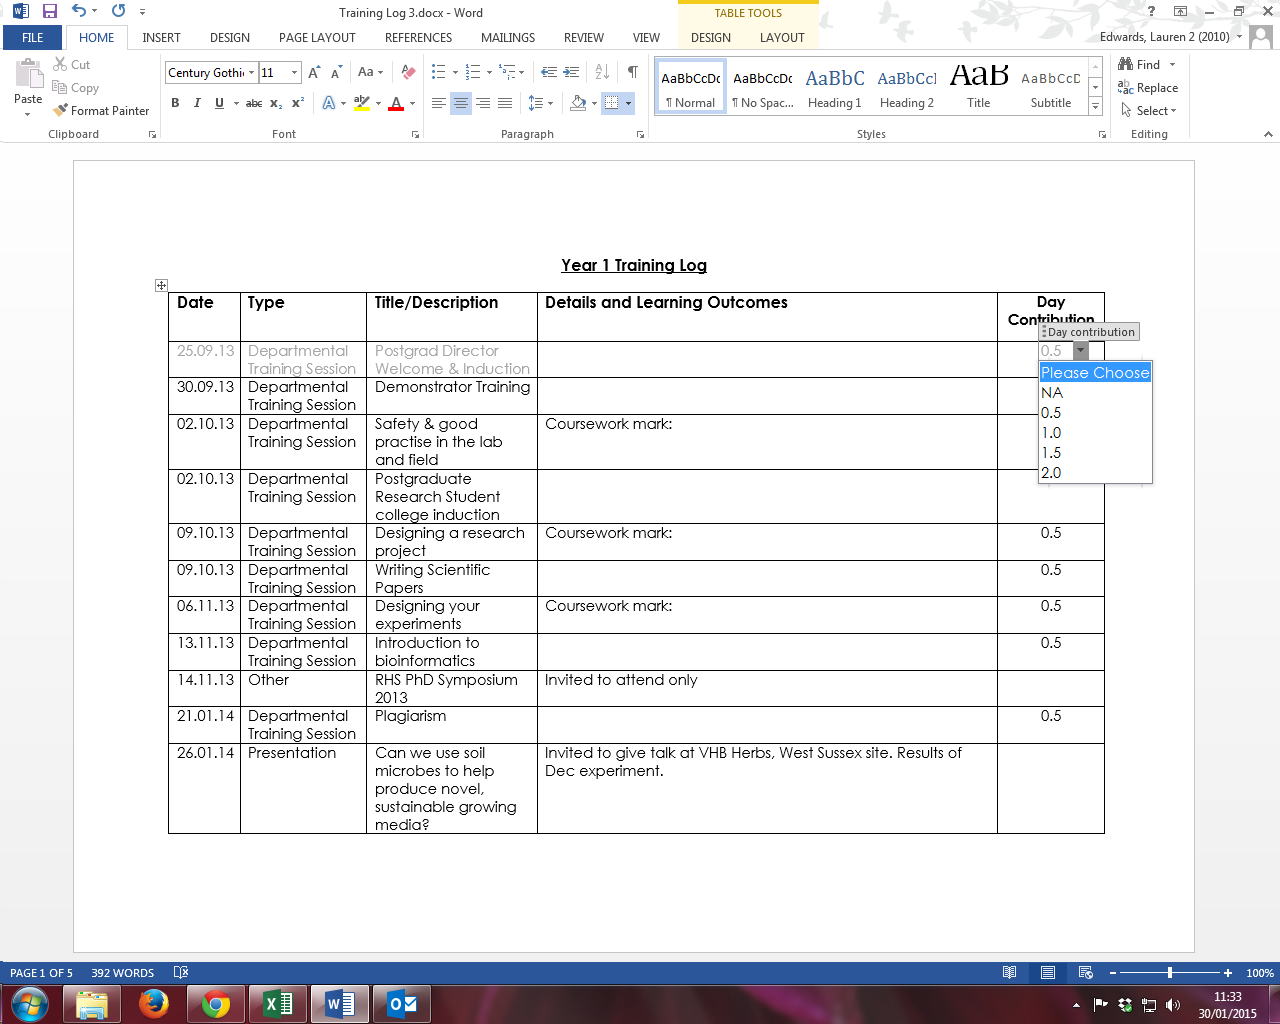 Training Log 3.docx - Word
TABLE TOOLS
?
FILE
HOME
INSERT
DESIGN
PAGE LAYOUT
REFERENCES
MAILINGS
REVIEW
VIEW
DESIGN
LAYOUT
Edwards, Lauren 2 (2010)
Paste
Cut
Copy
Format Painter
Clipboard
Century Gothi
11
Aa
B I U abc x₂ x²
Font
Paragraph
AaBbCcDc
¶ Normal
AaBbCcDc
¶ No Spac...
AaBbC
Heading 1
AaBbCcI
Heading 2
AaB
Title
AaBbCcD
Subtitle
Styles
Find
Replace
Select
Editing
Year 1 Training Log
Date
Type
Title/Description
Details and Learning Outcomes
Day
Contribution
Day contribution
25.09.13
Departmental
Training Session
Postgrad Director
Welcome & Induction
0.5
Please Choose
NA
0.5
1.0
1.5
2.0
30.09.13
Departmental
Training Session
Demonstrator Training
02.10.13
Departmental
Training Session
Safety & good
practise in the lab
and field
Coursework mark:
02.10.13
Departmental
Training Session
Postgraduate
Research Student
college induction
09.10.13
Departmental
Training Session
Designing a research
project
Coursework mark:
0.5
09.10.13
Departmental
Training Session
Writing Scientific
Papers
0.5
06.11.13
Departmental
Training Session
Designing your
experiments
Coursework mark:
0.5
13.11.13
Departmental
Training Session
Introduction to
bioinformatics
0.5
14.11.13
Other
RHS PhD Symposium
2013
Invited to attend only
21.01.14
Departmental
Training Session
Plagiarism
0.5
26.01.14
Presentation
Can we use soil
microbes to help
produce novel,
sustainable growing
media?
Invited to give talk at VHB Herbs, West Sussex site. Results of
Dec experiment.
PAGE 1 OF 5
392 WORDS
100%
11:33
30/01/2015